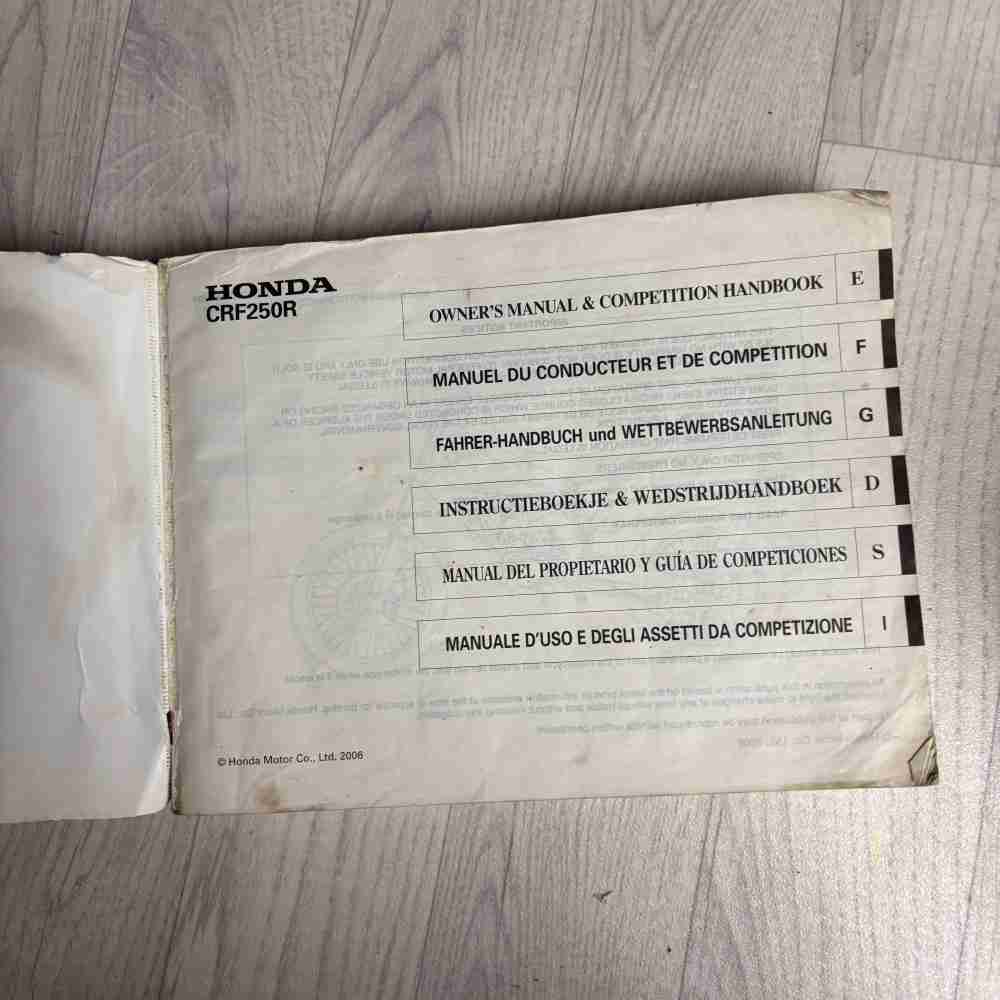 HONDA
CRF250R
OWNER'S MANUAL & COMPETITION HANDBOOK E
MANUEL DU CONDUCTEUR ET DE COMPETITION F
FAHRER-HANDBUCH und WETTBEWERBSANLEITUNG G
INSTRUCTIEBOEKJE & WEDSTRIJDHANDBOEK D
MANUAL DEL PROPIETARIO Y GUÍA DE COMPETICIONES S
MANUALE D'USO E DEGLI ASSETTI DA COMPETIZIONE I
© Honda Motor Co., Ltd. 2006